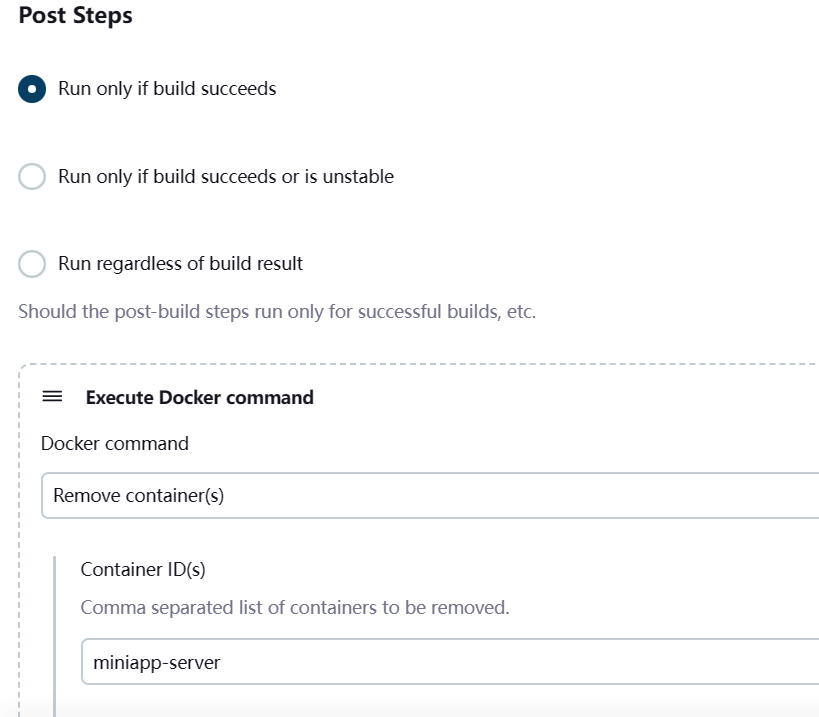 Post Steps
Run only if build succeeds
Run only if build succeeds or is unstable
Run regardless of build result
Should the post-build steps run only for successful builds, etc.
Execute Docker command
Docker command
Remove container(s)
Container ID(s)
Comma separated list of containers to be removed.
miniapp-server